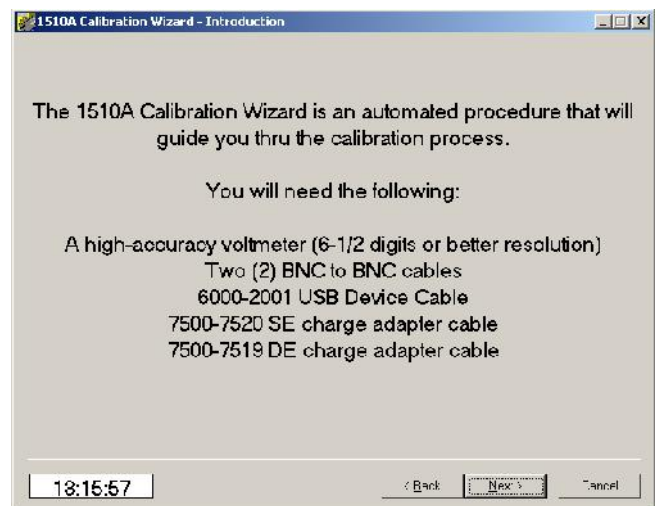 1510A Calibration Wizard - Introduction
The 1510A Calibration Wizard is an automated procedure that will
guide you thru the calibration process.
You will need the following:
A high-accuracy voltmeter (6-1/2 digits or better resolution)
Two (2) BNC to BNC cables
6000-2001 USB Device Cable
7500-7520 SE charge adapter cable
7500-7519 DE charge adapter cable
13:15:57
< Back
Next >
Cancel